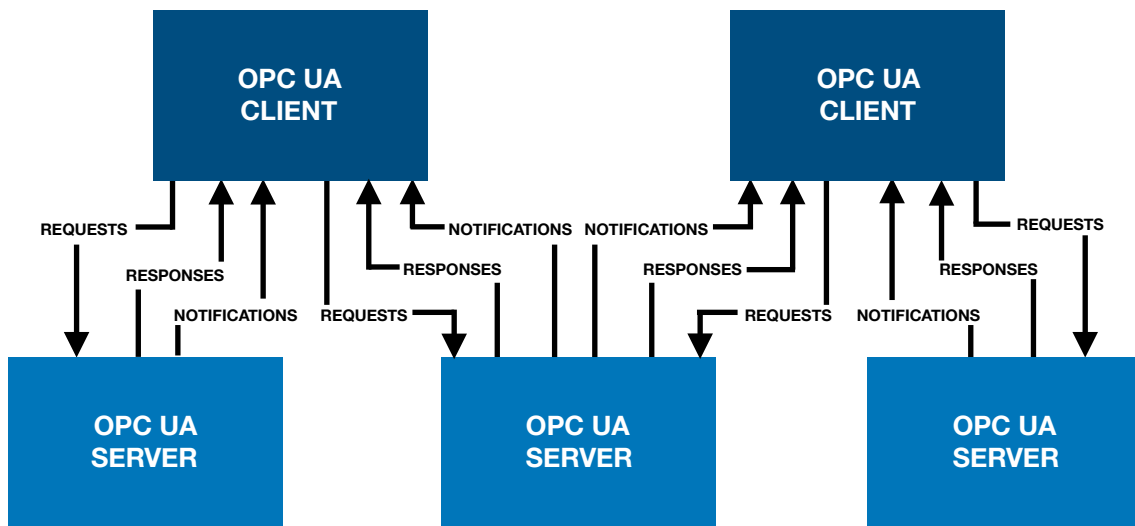 OPC UA
CLIENT
OPC UA
CLIENT
REQUESTS
NOTIFICATIONS
NOTIFICATIONS
REQUESTS
RESPONSES
RESPONSES
RESPONSES
RESPONSES
NOTIFICATIONS
REQUESTS
REQUESTS
NOTIFICATIONS
OPC UA
SERVER
OPC UA
SERVER
OPC UA
SERVER